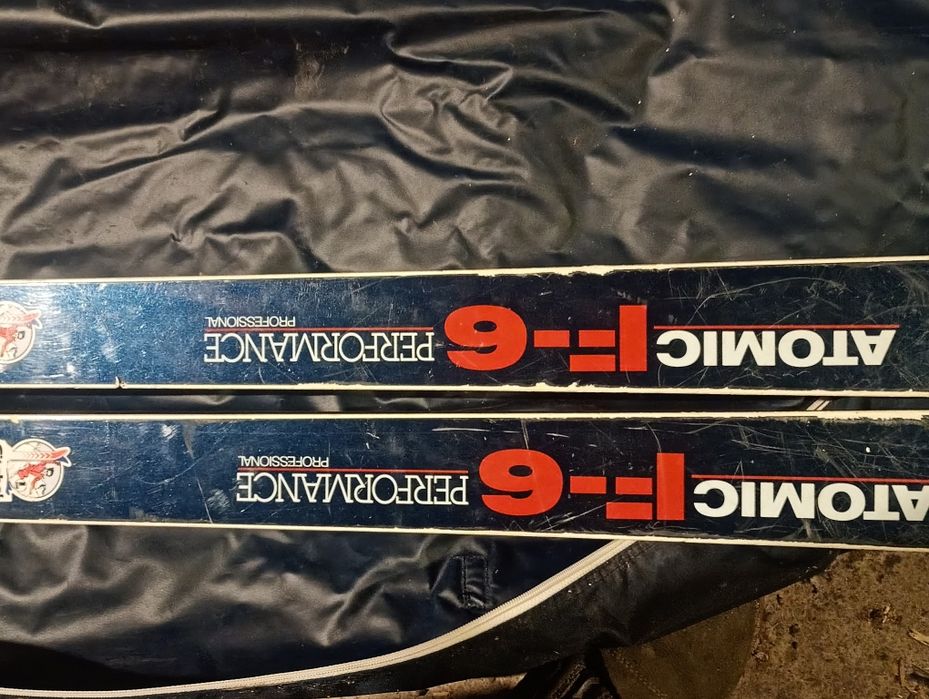 ATOMIC F-6 PERFORMANCE
PROFESSIONAL
ATOMIC F-6 PERFORMANCE
PROFESSIONAL